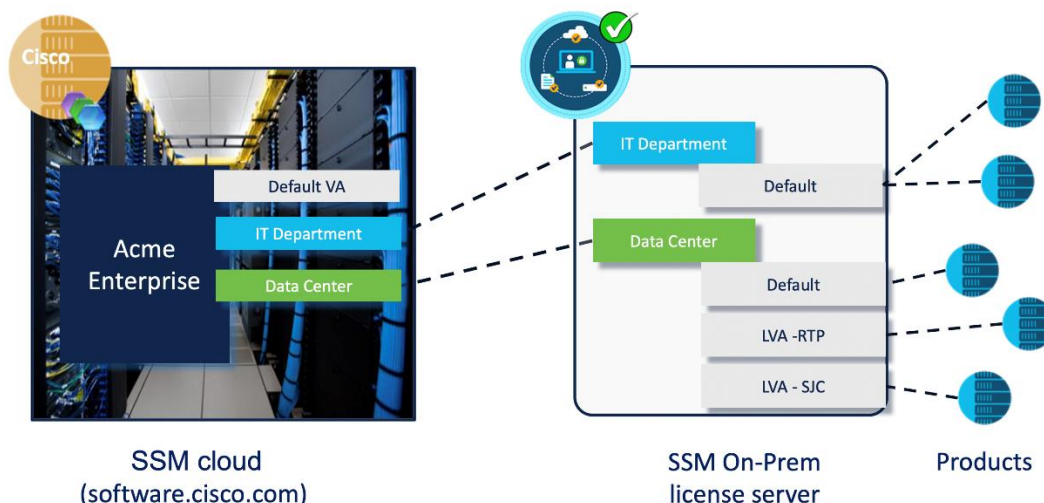 Cisco
Acme
Enterprise
Default VA
IT Department
Data Center
IT Department
Default
Data Center
Default
LVA -RTP
LVA - SJC
SSM cloud
(software.cisco.com)
SSM On-Prem
license server
Products